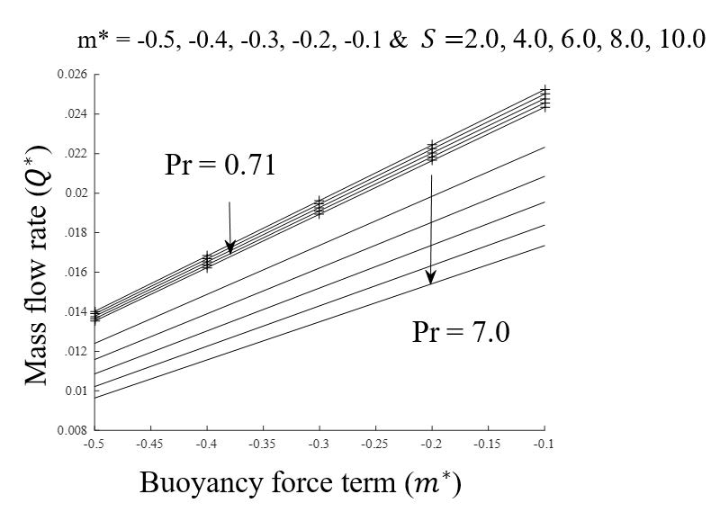 m* = -0.5, -0.4, -0.3, -0.2, -0.1 & S =2.0, 4.0, 6.0, 8.0, 10.0
0.026
.024
.022
0.02
.018
.016
.014
.012
0.01
0.008
Mass flow rate (Q*)
Pr = 0.71
Pr = 7.0
-0.5 -0.45 -0.4 -0.35 -0.3 -0.25 -0.2 -0.15 -0.1
Buoyancy force term (m*)